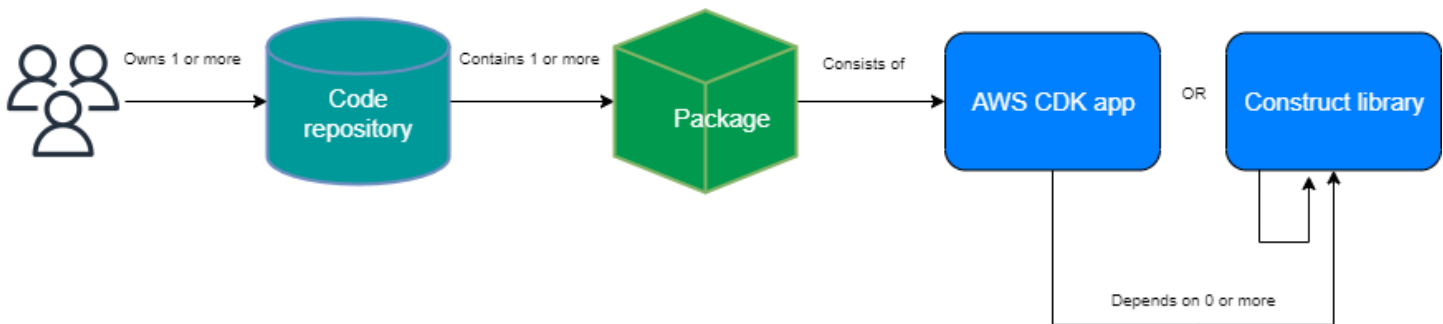 Owns 1 or more
Code
repository
Contains 1 or more
Package
Consists of
AWS CDK app
OR
Construct library
Depends on 0 or more